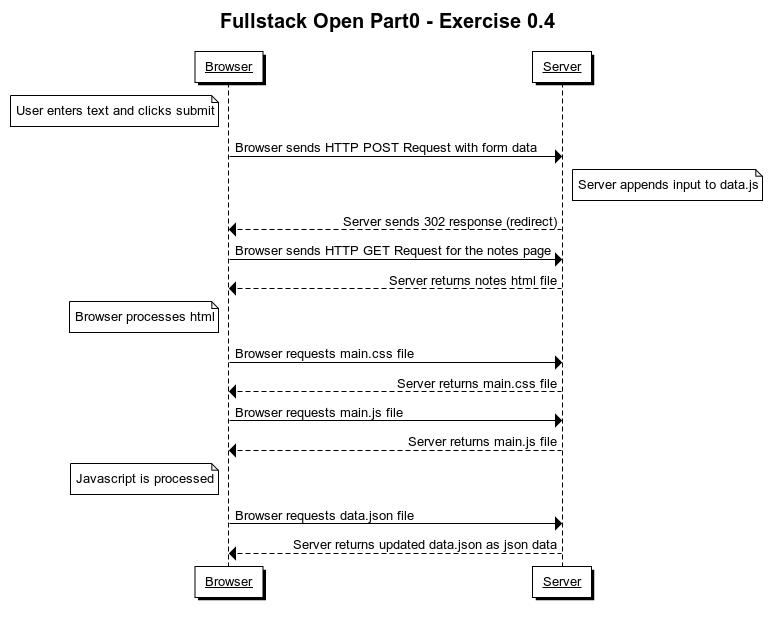 Fullstack Open Part0 - Exercise 0.4
Browser
Server
User enters text and clicks submit
Browser sends HTTP POST Request with form data
Server appends input to data.js
Server sends 302 response (redirect)
Browser sends HTTP GET Request for the notes page
Server returns notes html file
Browser processes html
Browser requests main.css file
Server returns main.css file
Browser requests main.js file
Server returns main.js file
Javascript is processed
Browser requests data.json file
Server returns updated data.json as json data
Browser
Server